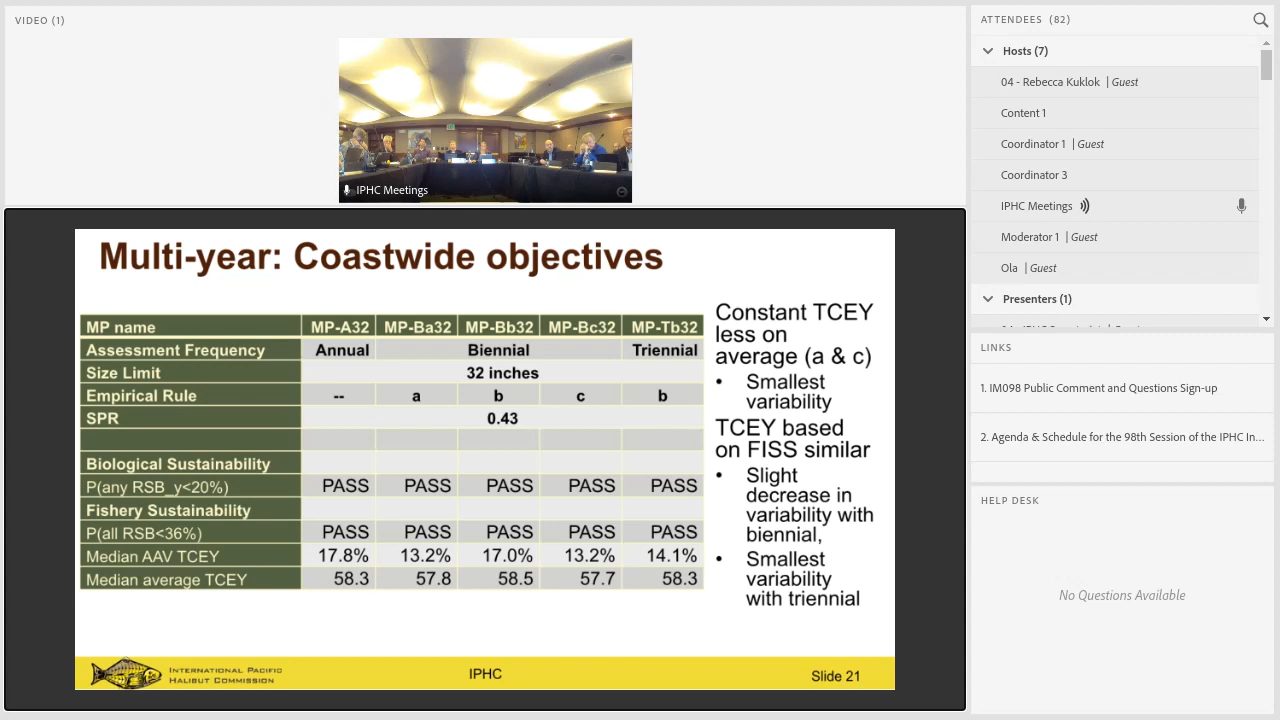 VIDEO (1)
IPHC Meetings
Multi-year: Coastwide objectives
MP name MP-A32 MP-Ba32 MP-Bb32 MP-Bc32 MP-Tb32
Assessment Frequency Annual Biennial Triennial
Size Limit 32 inches
Empirical Rule -- a b c b
SPR 0.43
Biological Sustainability
P(any RSB_y<20%) PASS PASS PASS PASS PASS
Fishery Sustainability
P(all RSB<36%) PASS PASS PASS PASS PASS
Median AAV TCEY 17.8% 13.2% 17.0% 13.2% 14.1%
Median average TCEY 58.3 57.8 58.5 57.7 58.3
Constant TCEY
less on
average (a & c)
• Smallest
variability
TCEY based
on FISS similar
• Slight
decrease in
variability with
biennial,
• Smallest
variability
with triennial
INTERNATIONAL PACIFIC
HALIBUT COMMISSION
IPHC
Slide 21
ATTENDEES (82)
Hosts (7)
04 - Rebecca Kuklok | Guest
Content 1
Content 1 | Guest
Coordinator 3
IPHC Meetings
Moderator 1 | Guest
Ola | Guest
Presenters (1)
LINKS
1. IM098 Public Comment and Questions Sign-up
2. Agenda & Schedule for the 98th Session of the IPHC In...
HELP DESK
No Questions Available